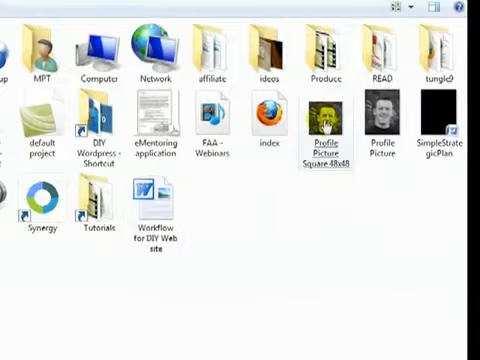 up
MPT
Computer
Network
affiliate
ideos
Produce
READ
tungle9
default
project
DIY
Wordpress -
Shortcut
eMentoring
application
FAA -
Webinars
index
Profile
Picture
Square 48x48
Profile
Picture
SimpleStrate
gicPlan
Synergy
Tutorials
Workflow
for DIY Web
site